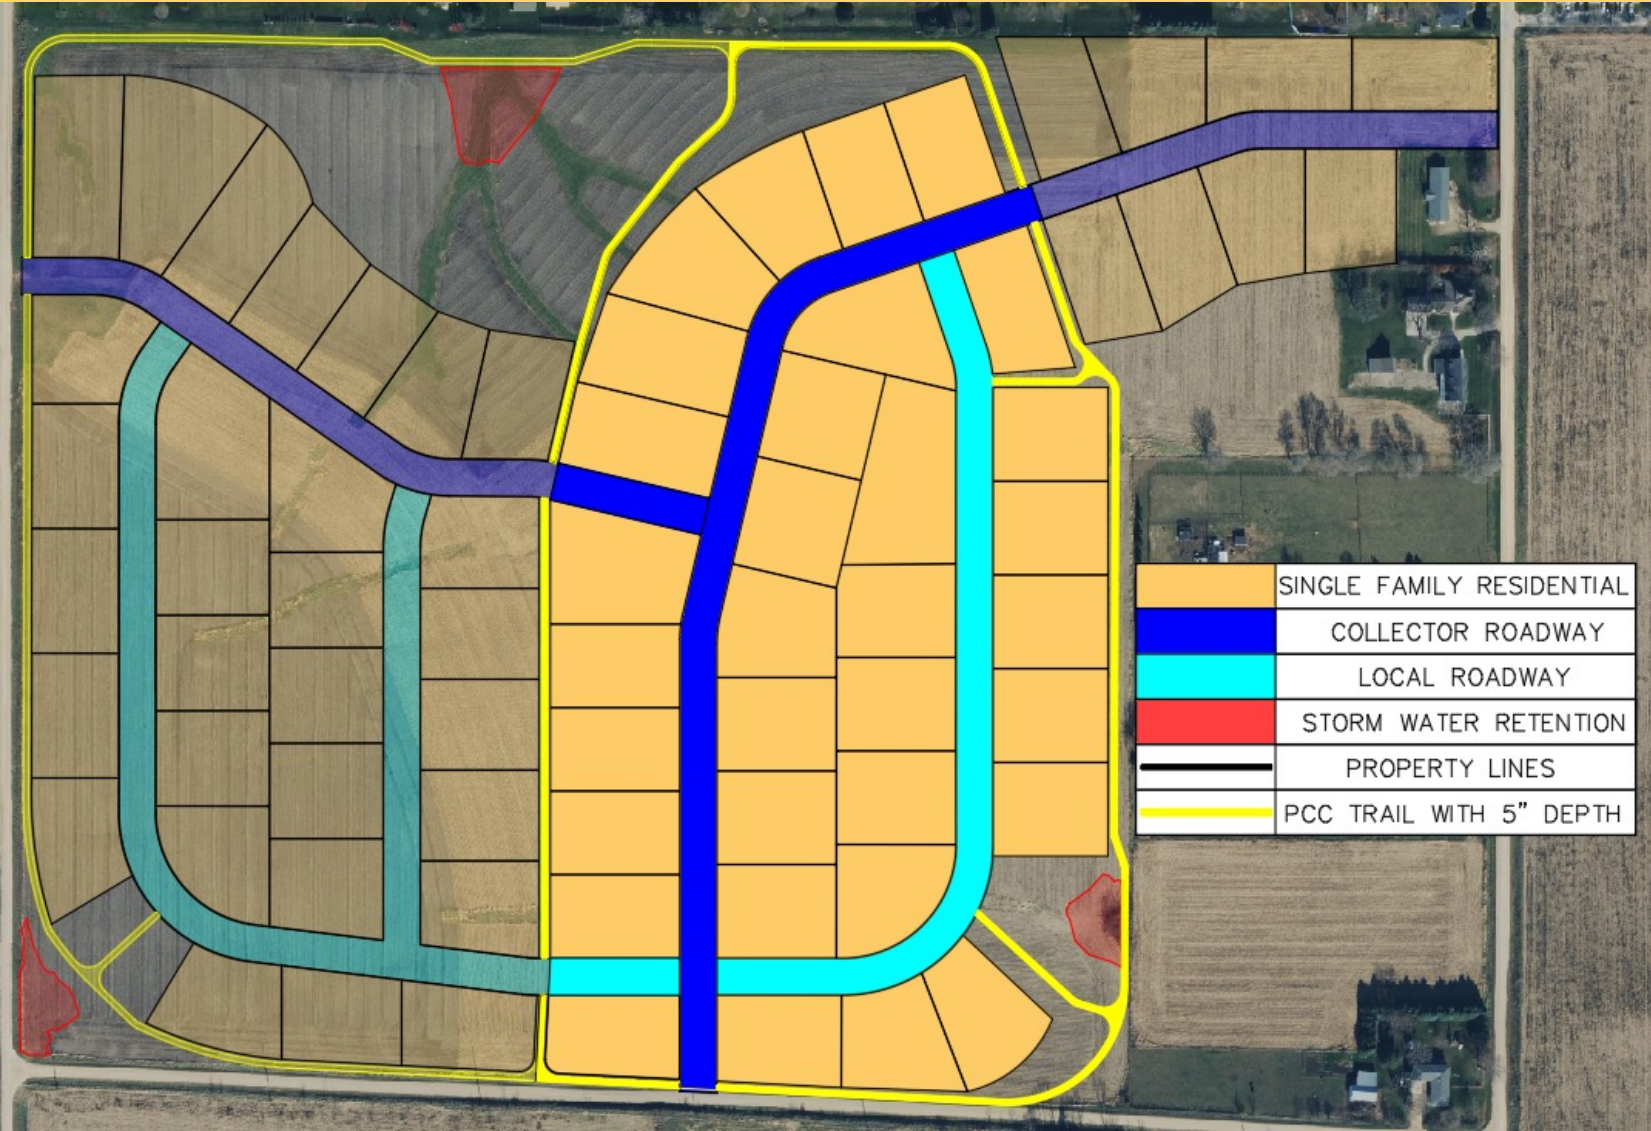 SINGLE FAMILY RESIDENTIAL
COLLECTOR ROADWAY
LOCAL ROADWAY
STORM WATER RETENTION
PROPERTY LINES
PCC TRAIL WITH 5" DEPTH